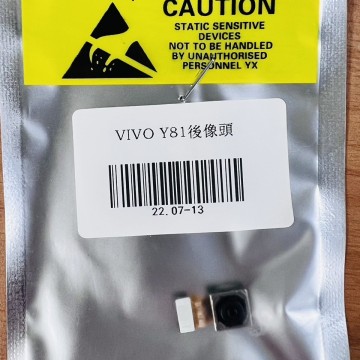 CAUTION
STATIC SENSITIVE
DEVICES
NOT TO BE HANDLED
BY UNAUTHORISED
PERSONNEL YX
VIVO Y81後像頭
22.07-13